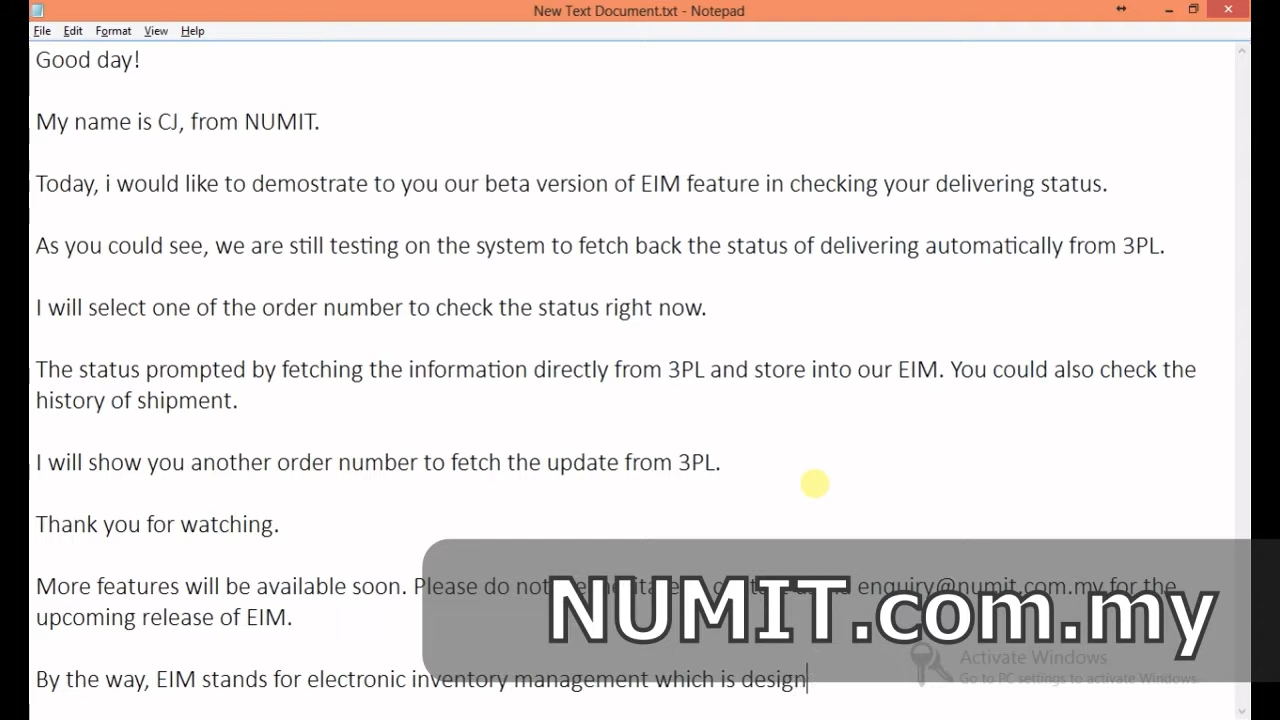 New Text Document.txt - Notepad
File Edit Format View Help
Good day!
My name is CJ, from NUMIT.
Today, i would like to demostrate to you our beta version of EIM feature in checking your delivering status.
As you could see, we are still testing on the system to fetch back the status of delivering automatically from 3PL.
I will select one of the order number to check the status right now.
The status prompted by fetching the information directly from 3PL and store into our EIM. You could also check the
history of shipment.
I will show you another order number to fetch the update from 3PL.
Thank you for watching.
More features will be available soon. Please do not enquiry@numit.com.my for the
upcoming release of EIM.
NUMIT.com.my
Activate Windows
Go to PC settings to activate Windows.
By the way, EIM stands for electronic inventory management which is design